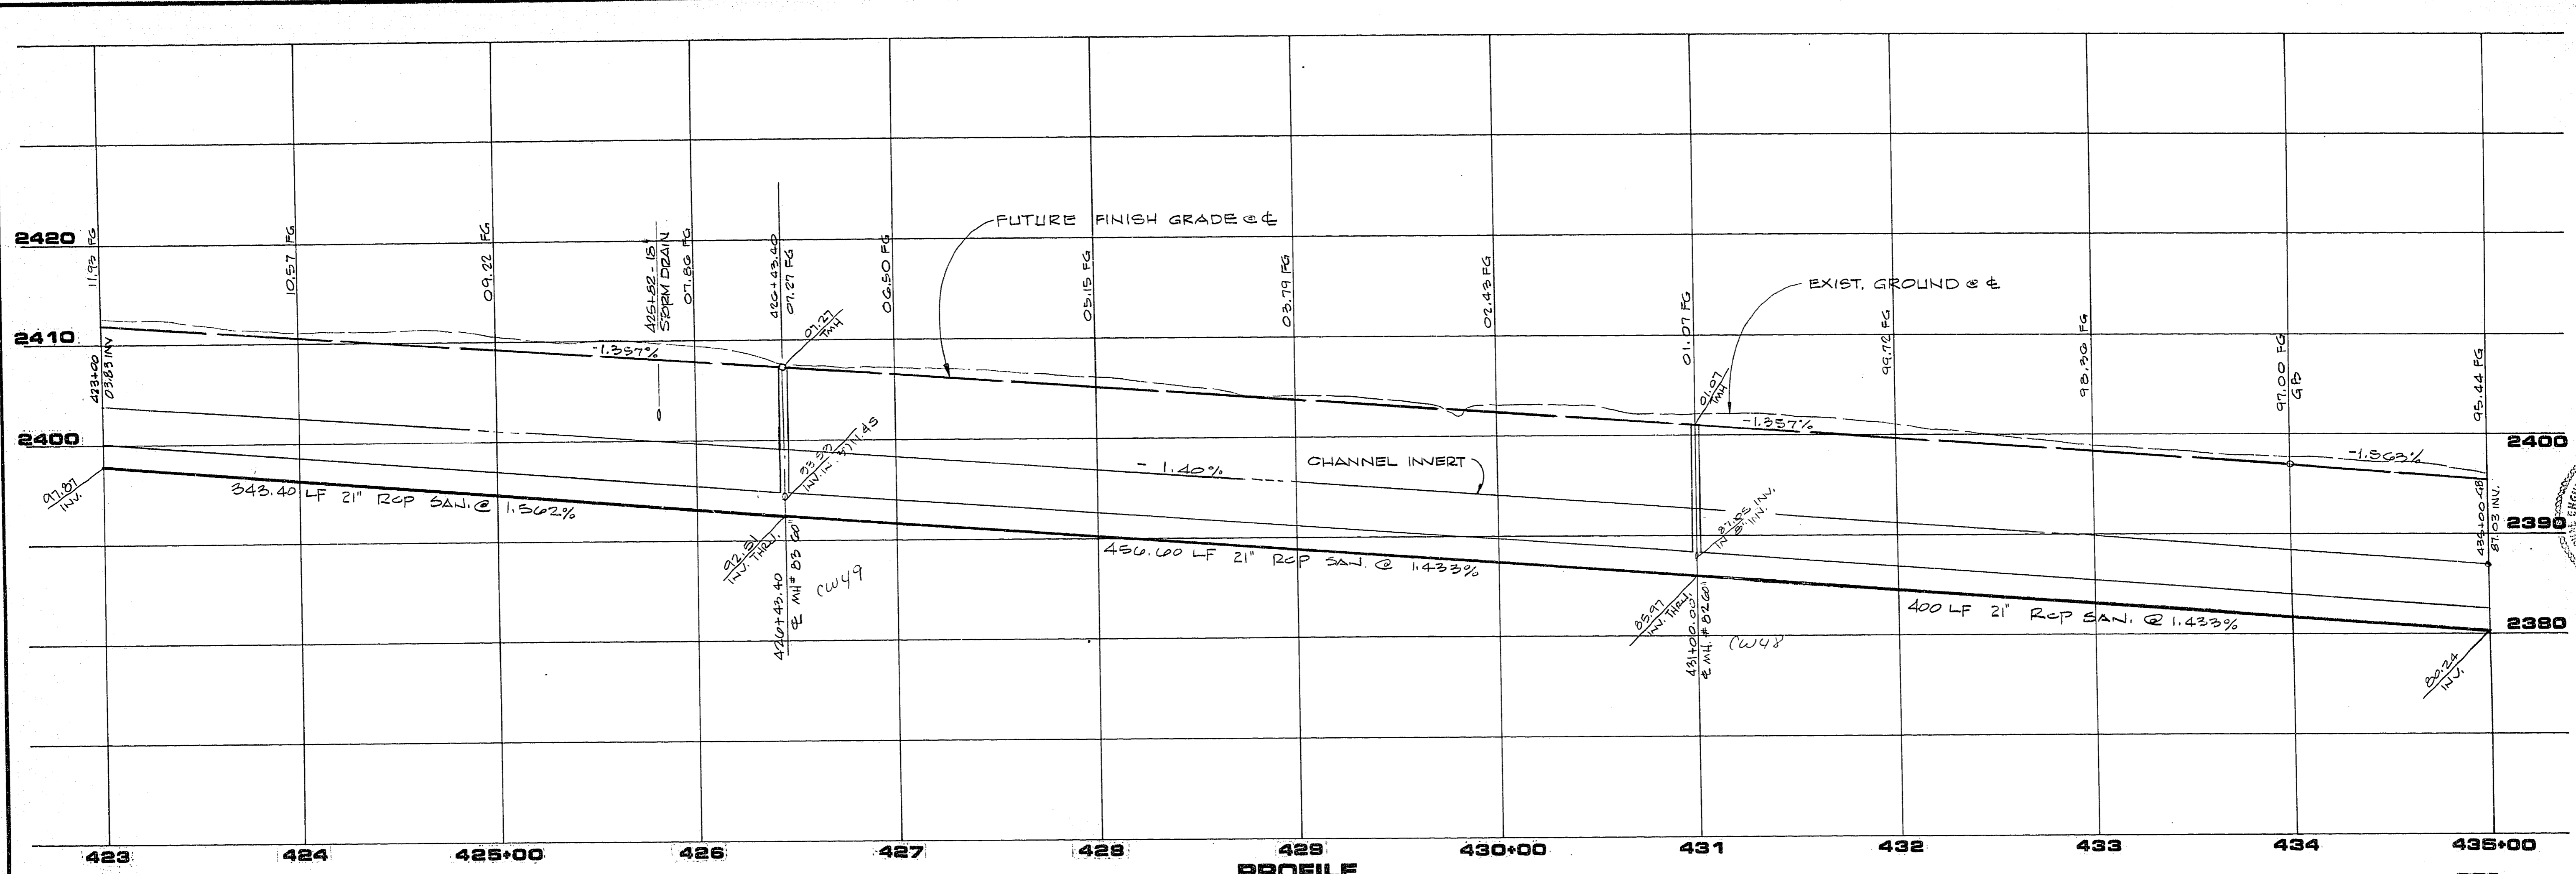 11.93 FG
10.57 FG
09.22 FG
425+82 - 18"
STORM DRAIN
07.86 FG
426+43.40
07.27 FG
06.50 FG
05.15 FG
03.79 FG
02.43 FG
01.07 FG
99.72 FG
98.36 FG
97.00 FG
GB
95.44 FG
FUTURE FINISH GRADE @ ℄
EXIST. GROUND @ ℄
2420
2410
2400
423+00
03.83 INV
-1.357%
07.27
TMH
01.07
TMH
-1.357%
-1.563%
2400
2390
2380
435+00-GB
87.03 INV.
- 1.40%
CHANNEL INVERT
97.87
INV.
343.40 LF 21" RCP SAN. @ 1.562%
93.53
92.51
INV. THRU.
426+43.40
℄ MH # 83 60"
CW49
456.60 LF 21" RCP SAN. @ 1.433%
87.05 INV.
IN 8" INV.
85.97
INV. THRU.
431+00.00
℄ MH. # 82 60"
CW48
400 LF 21" RCP SAN. @ 1.433%
80.24
INV.
423
424
425+00
426
427
428
429
430+00
431
432
433
434
435+00
PROFILE